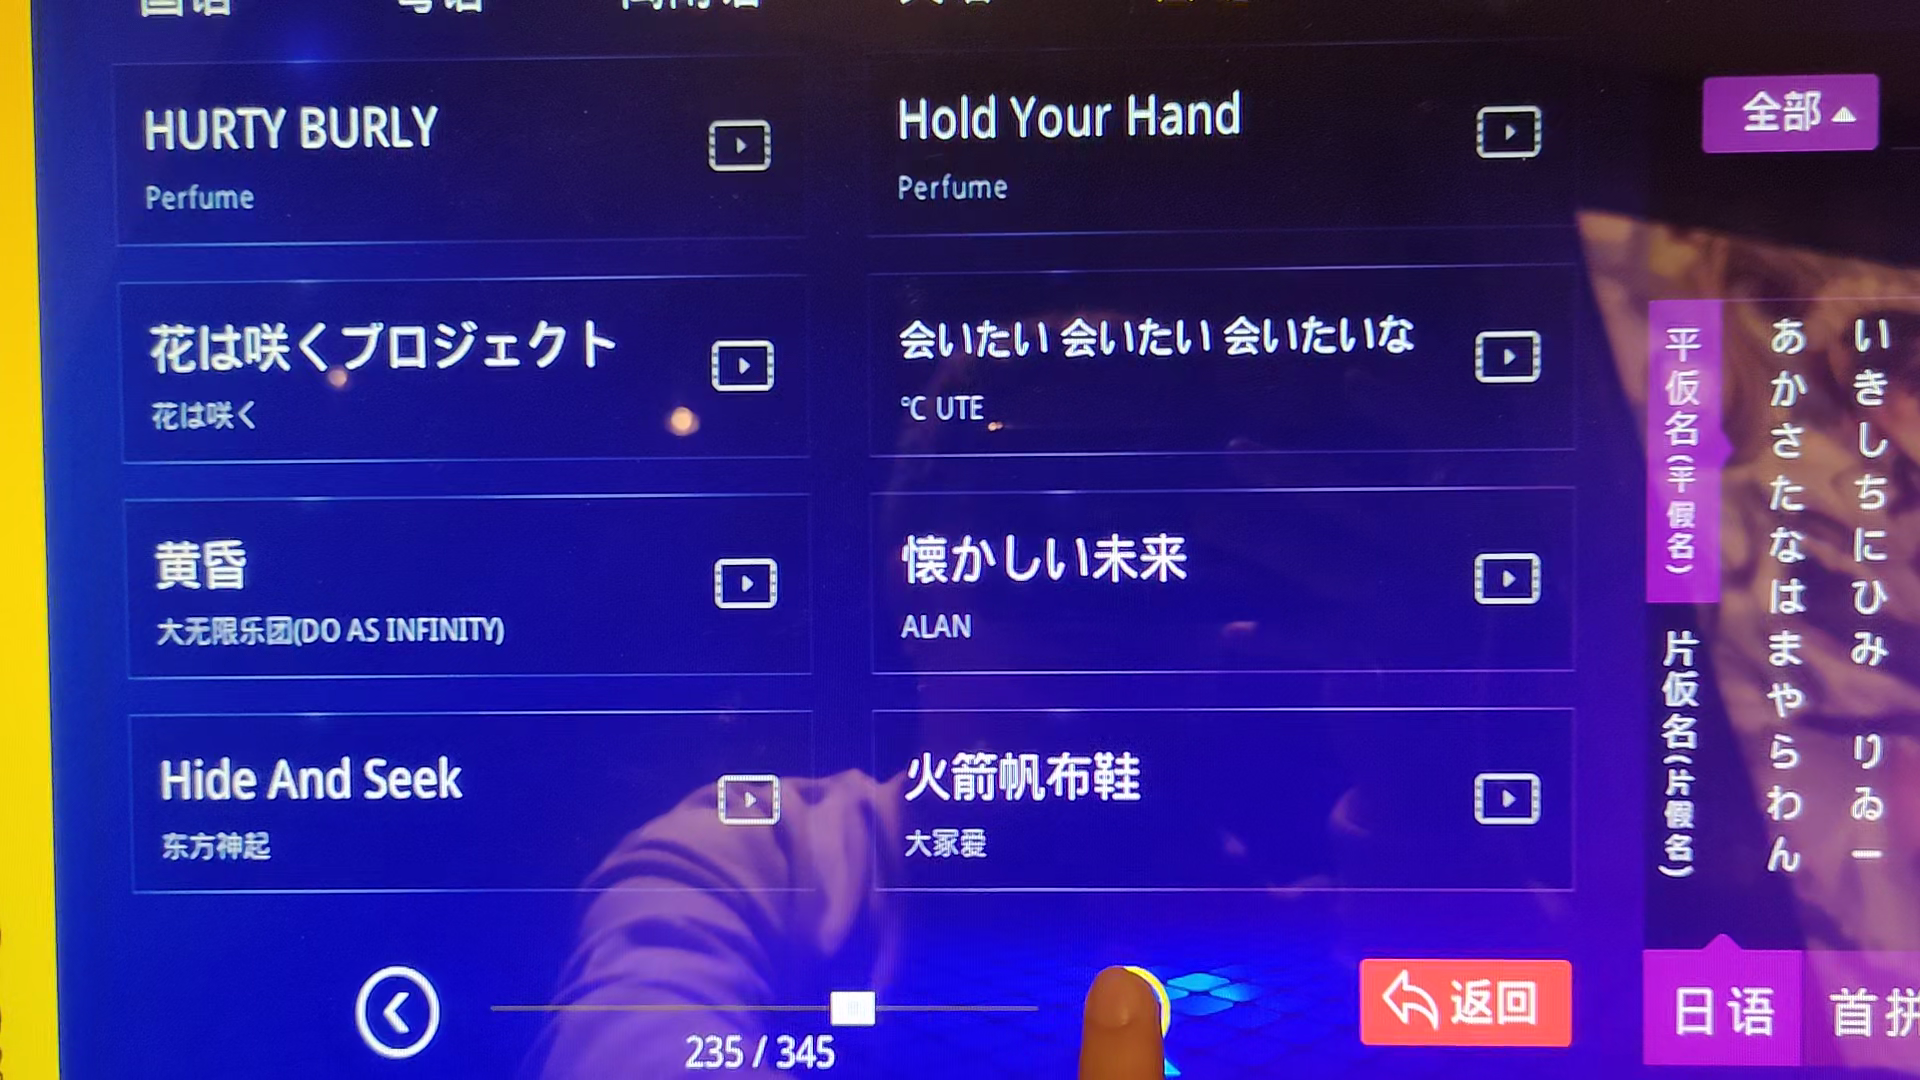 HURTY BURLY
Perfume
Hold Your Hand
Perfume
花は咲くプロジェクト
花は咲く
会いたい 会いたい 会いたいな
℃ UTE
黄昏
大无限乐团(DO AS INFINITY)
懐かしい未来
ALAN
Hide And Seek
东方神起
火箭帆布鞋
大冢爱
235 / 345
返回
全部
平仮名(平假名)
片仮名(片假名)
あかさたなはまやらわん
いきしちにひみ りゐー
日语
首拼